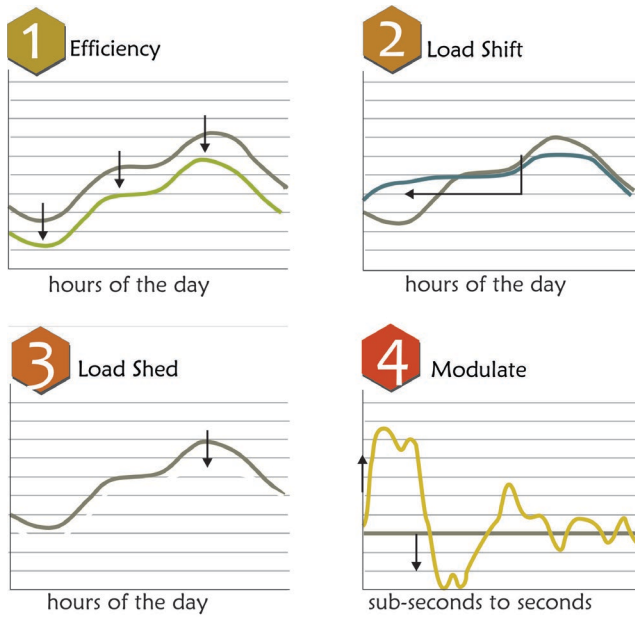 1 Efficiency
2 Load Shift
hours of the day
hours of the day
3 Load Shed
4 Modulate
hours of the day
sub-seconds to seconds